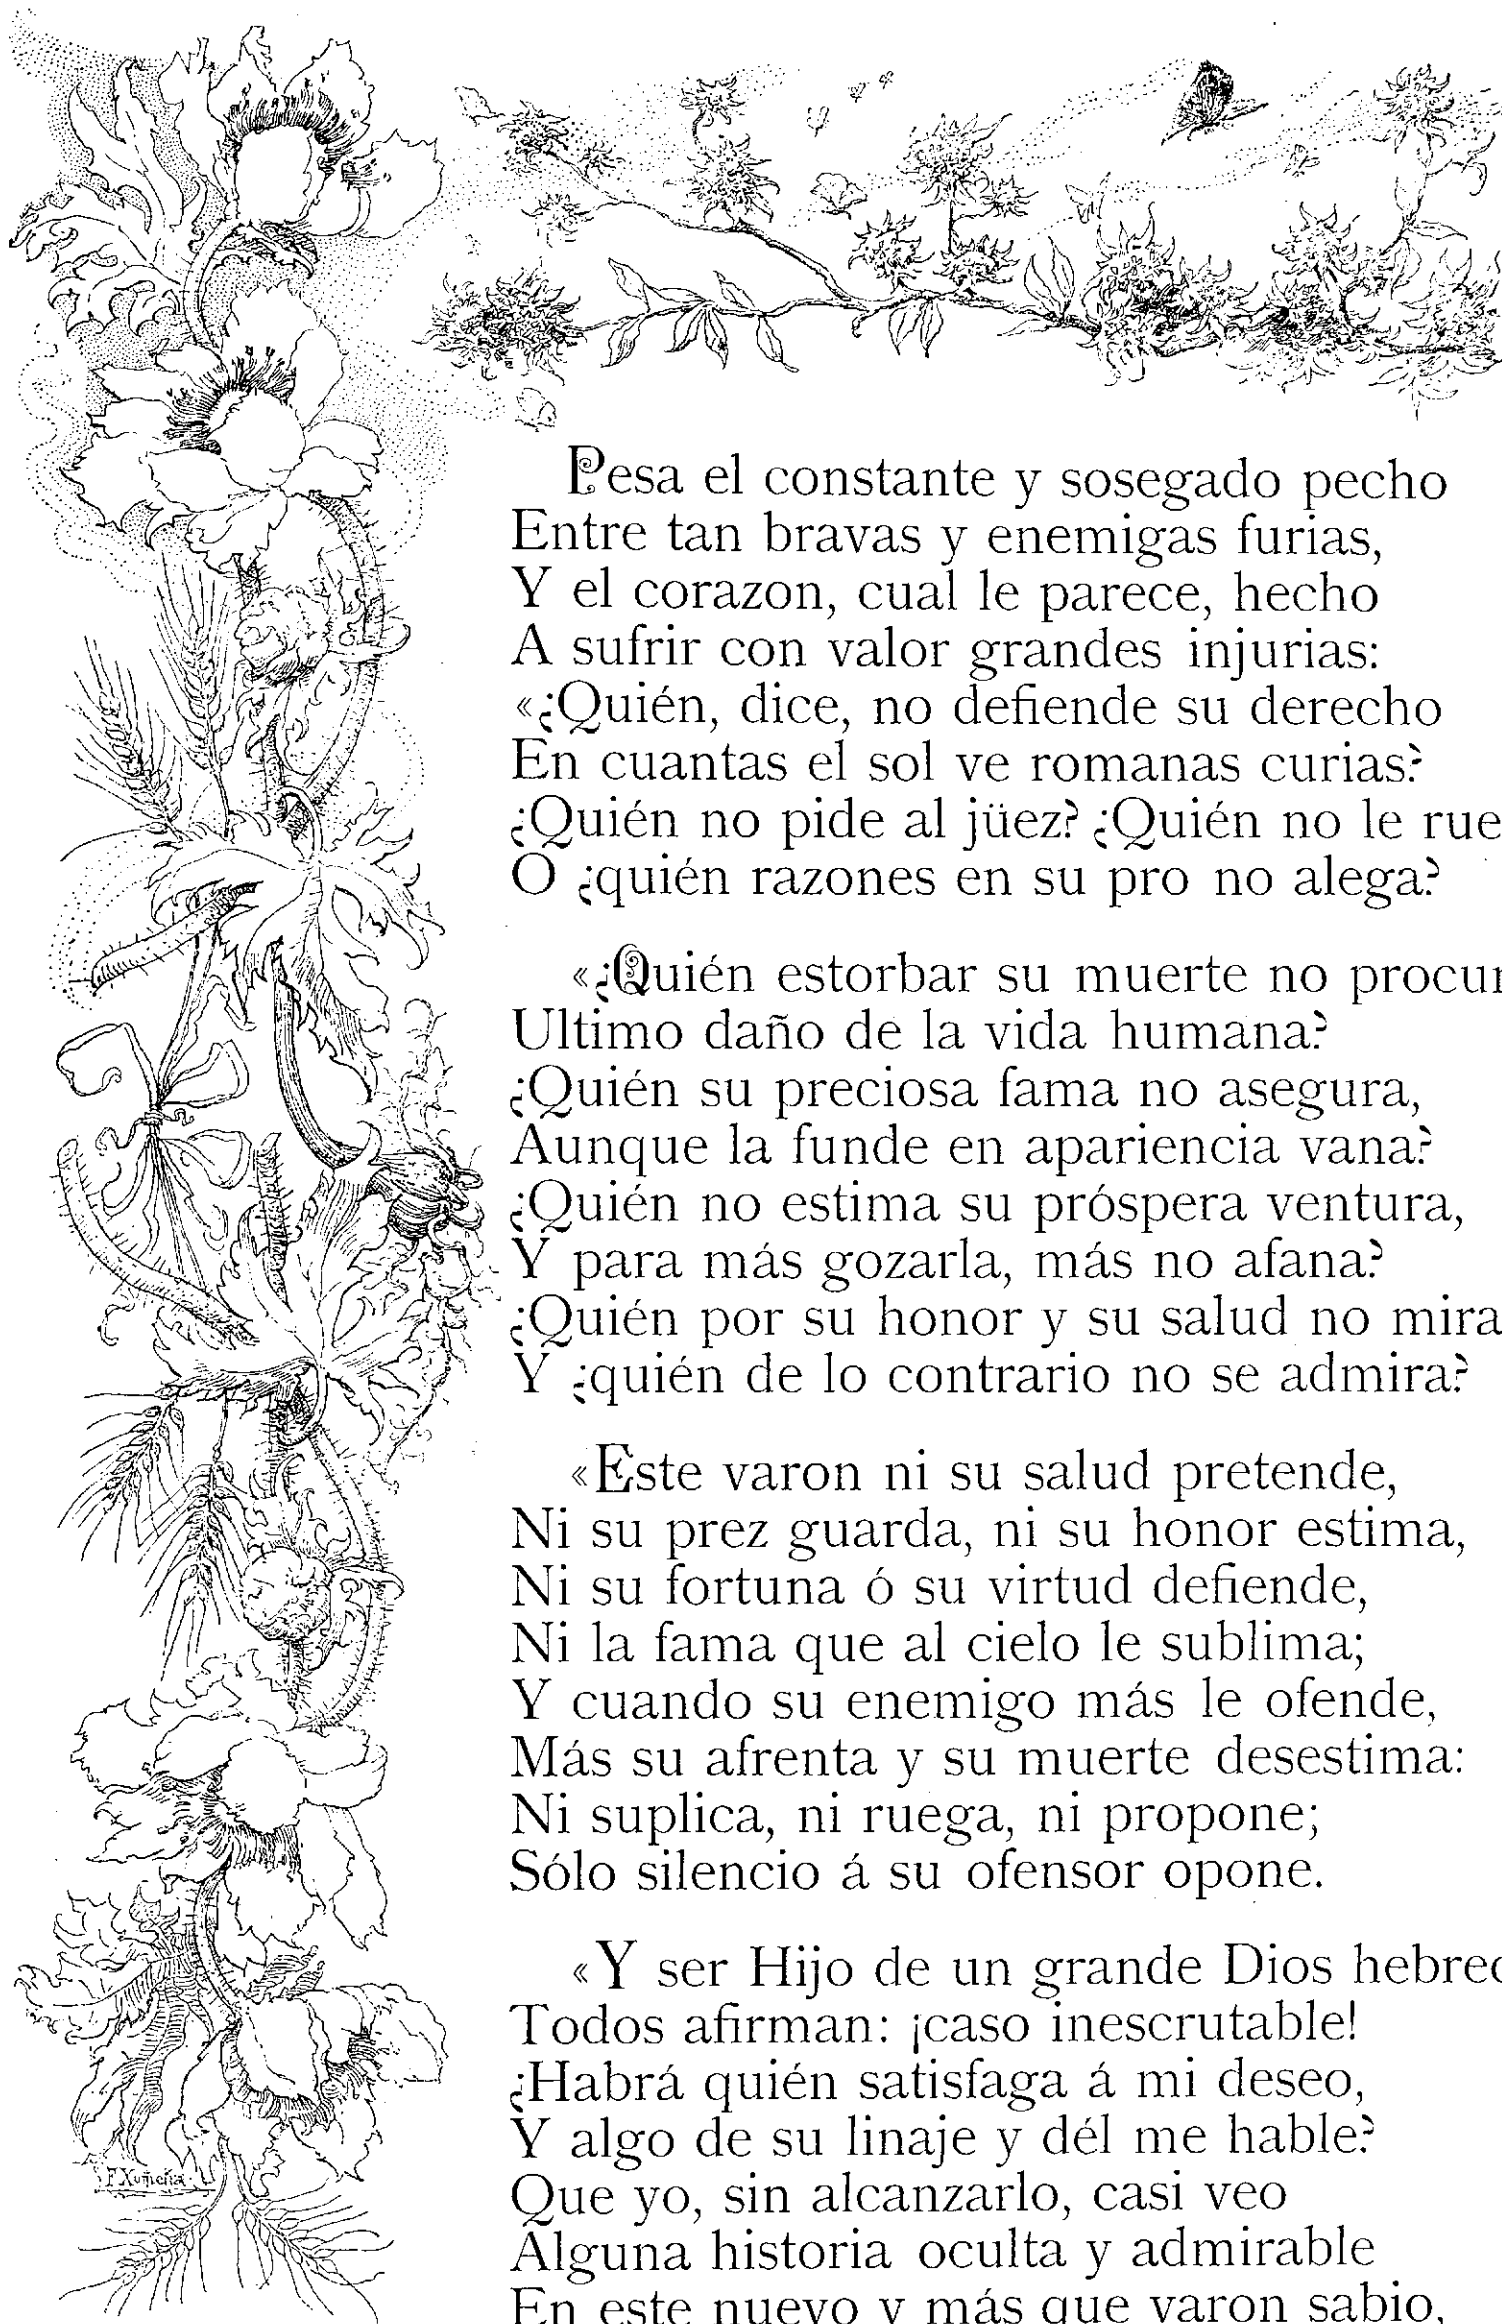 Pesa el constante y sosegado pecho
Entre tan bravas y enemigas furias,
Y el corazon, cual le parece, hecho
A sufrir con valor grandes injurias:
«¿Quién, dice, no defiende su derecho
En cuantas el sol ve romanas curias?
¿Quién no pide al jüez? ¿Quién no le rue
O ¿quién razones en su pro no alega?
«¿Quién estorbar su muerte no procur
Ultimo daño de la vida humana?
¿Quién su preciosa fama no asegura,
Aunque la funde en apariencia vana?
¿Quién no estima su próspera ventura,
Y para más gozarla, más no afana?
¿Quién por su honor y su salud no mira
Y ¿quién de lo contrario no se admira?
«Este varon ni su salud pretende,
Ni su prez guarda, ni su honor estima,
Ni su fortuna ó su virtud defiende,
Ni la fama que al cielo le sublima;
Y cuando su enemigo más le ofende,
Más su afrenta y su muerte desestima:
Ni suplica, ni ruega, ni propone;
Sólo silencio á su ofensor opone.
«Y ser Hijo de un grande Dios hebreo
Todos afirman: ¡caso inescrutable!
¿Habrá quién satisfaga á mi deseo,
Y algo de su linaje y dél me hable?
Que yo, sin alcanzarlo, casi veo
Alguna historia oculta y admirable
En este nuevo y más que varon sabio,